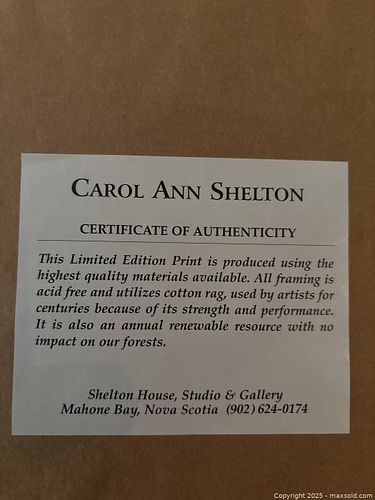 CAROL ANN SHELTON
CERTIFICATE OF AUTHENTICITY
This Limited Edition Print is produced using the
highest quality materials available. All framing is
acid free and utilizes cotton rag, used by artists for
centuries because of its strength and performance.
It is also an annual renewable resource with no
impact on our forests.
Shelton House, Studio & Gallery
Mahone Bay, Nova Scotia (902) 624-0174
Copyright 2025 - maxsold.com